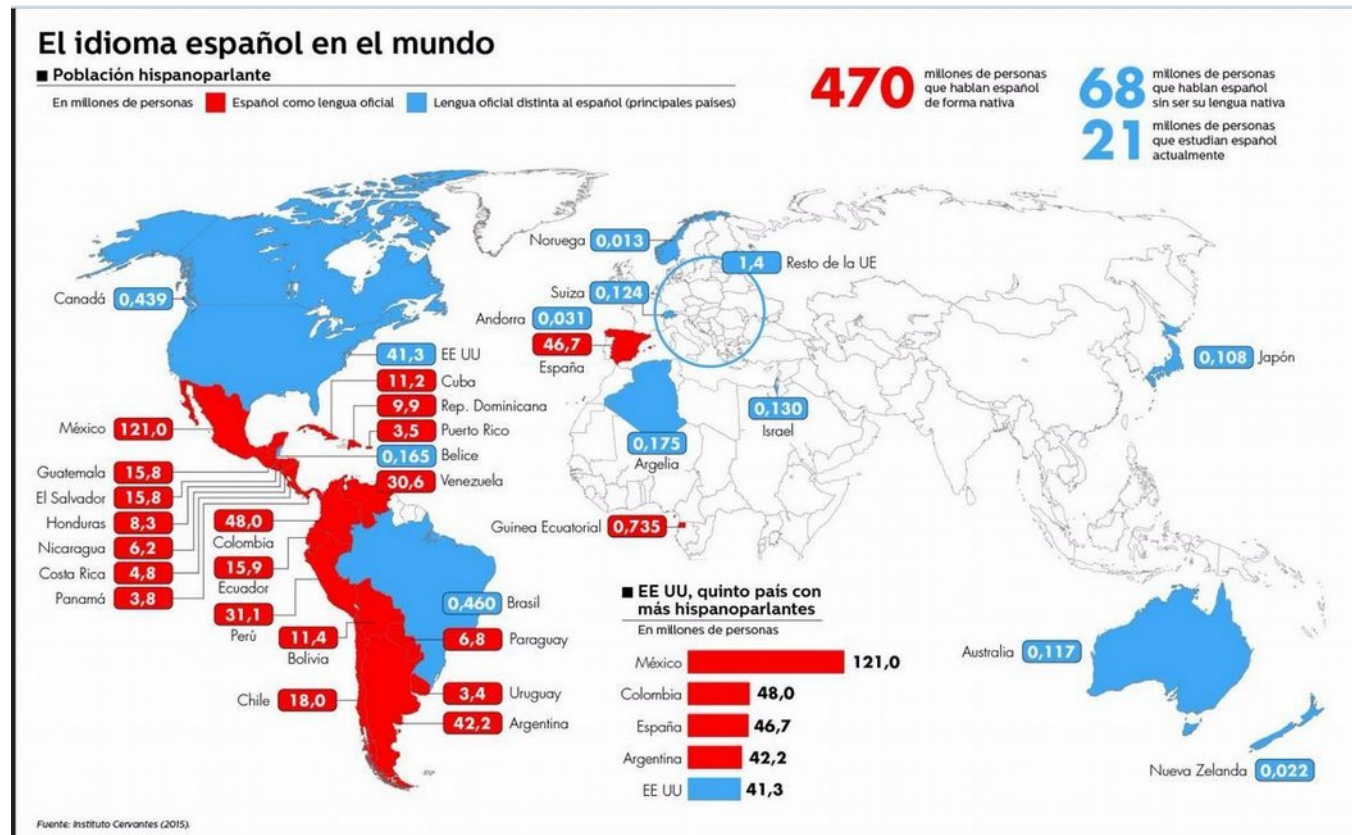 El idioma español en el mundo
■ Población hispanoparlante
En millones de personas
Español como lengua oficial
Lengua oficial distinta al español (principales países)
470
millones de personas
que hablan español
de forma nativa
68
millones de personas
que hablan español
sin ser su lengua nativa
21
millones de personas
que estudian español
actualmente
Canadá 0,439
41,3 EE UU
11,2 Cuba
9,9 Rep. Dominicana
3,5 Puerto Rico
0,165 Belice
30,6 Venezuela
México 121,0
Guatemala 15,8
El Salvador 15,8
Honduras 8,3
Nicaragua 6,2
Costa Rica 4,8
Panamá 3,8
48,0
Colombia
15,9
Ecuador
31,1
Perú
11,4
Bolivia
0,460 Brasil
6,8 Paraguay
Chile 18,0
3,4 Uruguay
42,2 Argentina
Noruega 0,013
1,4 Resto de la UE
Suiza 0,124
Andorra 0,031
46,7
España
0,175
Argelia
0,130
Israel
Guinea Ecuatorial 0,735
0,108 Japón
Australia 0,117
Nueva Zelanda 0,022
■ EE UU, quinto país con
más hispanoparlantes
En millones de personas
México 121,0
Colombia 48,0
España 46,7
Argentina 42,2
EE UU 41,3
Fuente: Instituto Cervantes (2015).